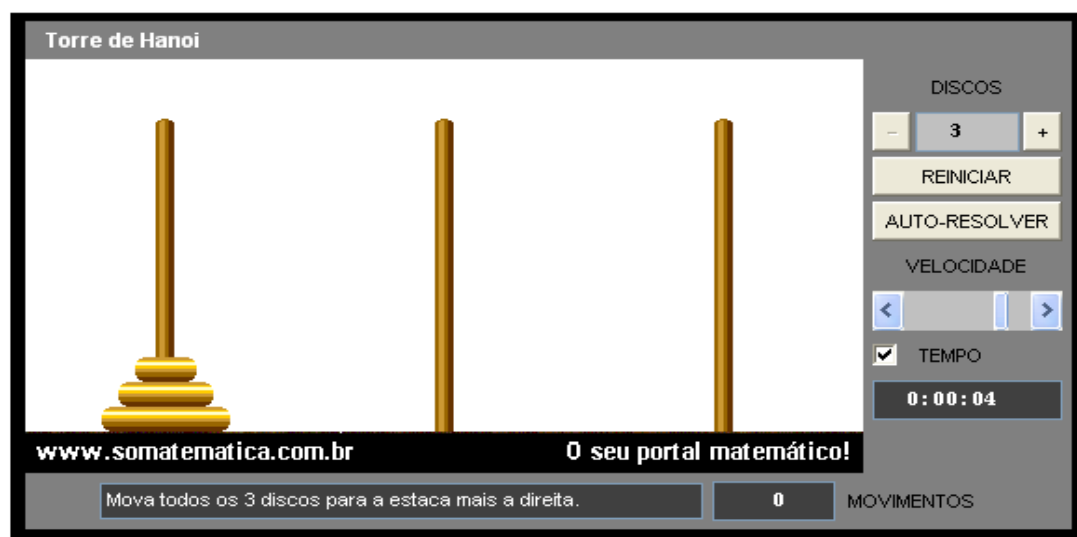 Torre de Hanoi
DISCOS
– 3 +
REINICIAR
AUTO-RESOLVER
VELOCIDADE
< >
TEMPO
0:00:04
www.somatematica.com.br O seu portal matemático!
Mova todos os 3 discos para a estaca mais a direita. 0 MOVIMENTOS